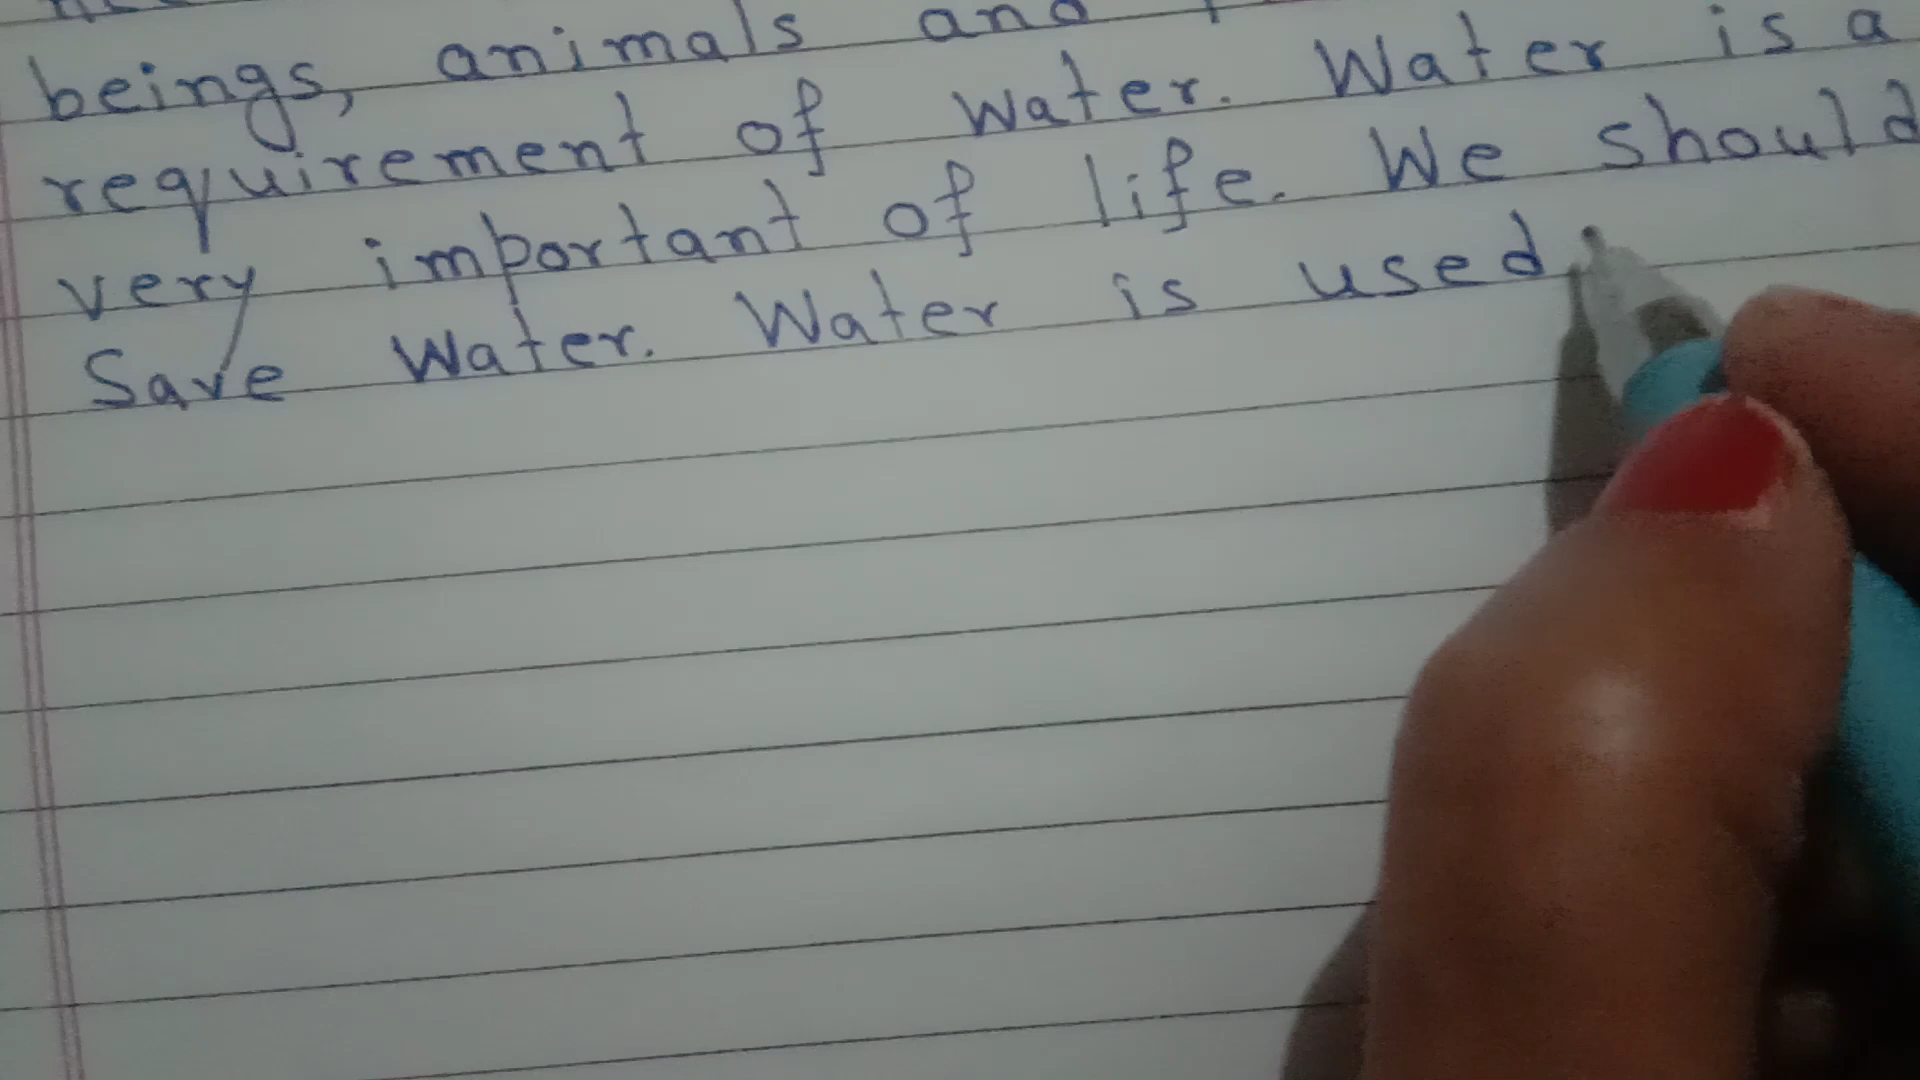 beings, animals and
requirement of water. Water is a
very important of life. We should
Save Water. Water is used